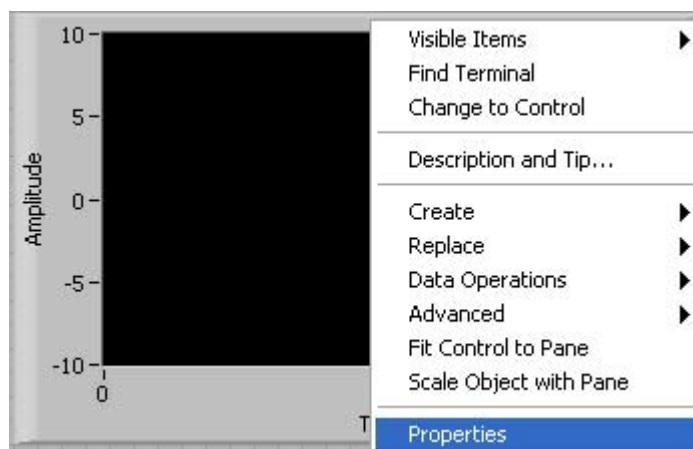 10
5
0
-5
-10
Amplitude
0
T
Visible Items
Find Terminal
Change to Control
Description and Tip...
Create
Replace
Data Operations
Advanced
Fit Control to Pane
Scale Object with Pane
Properties